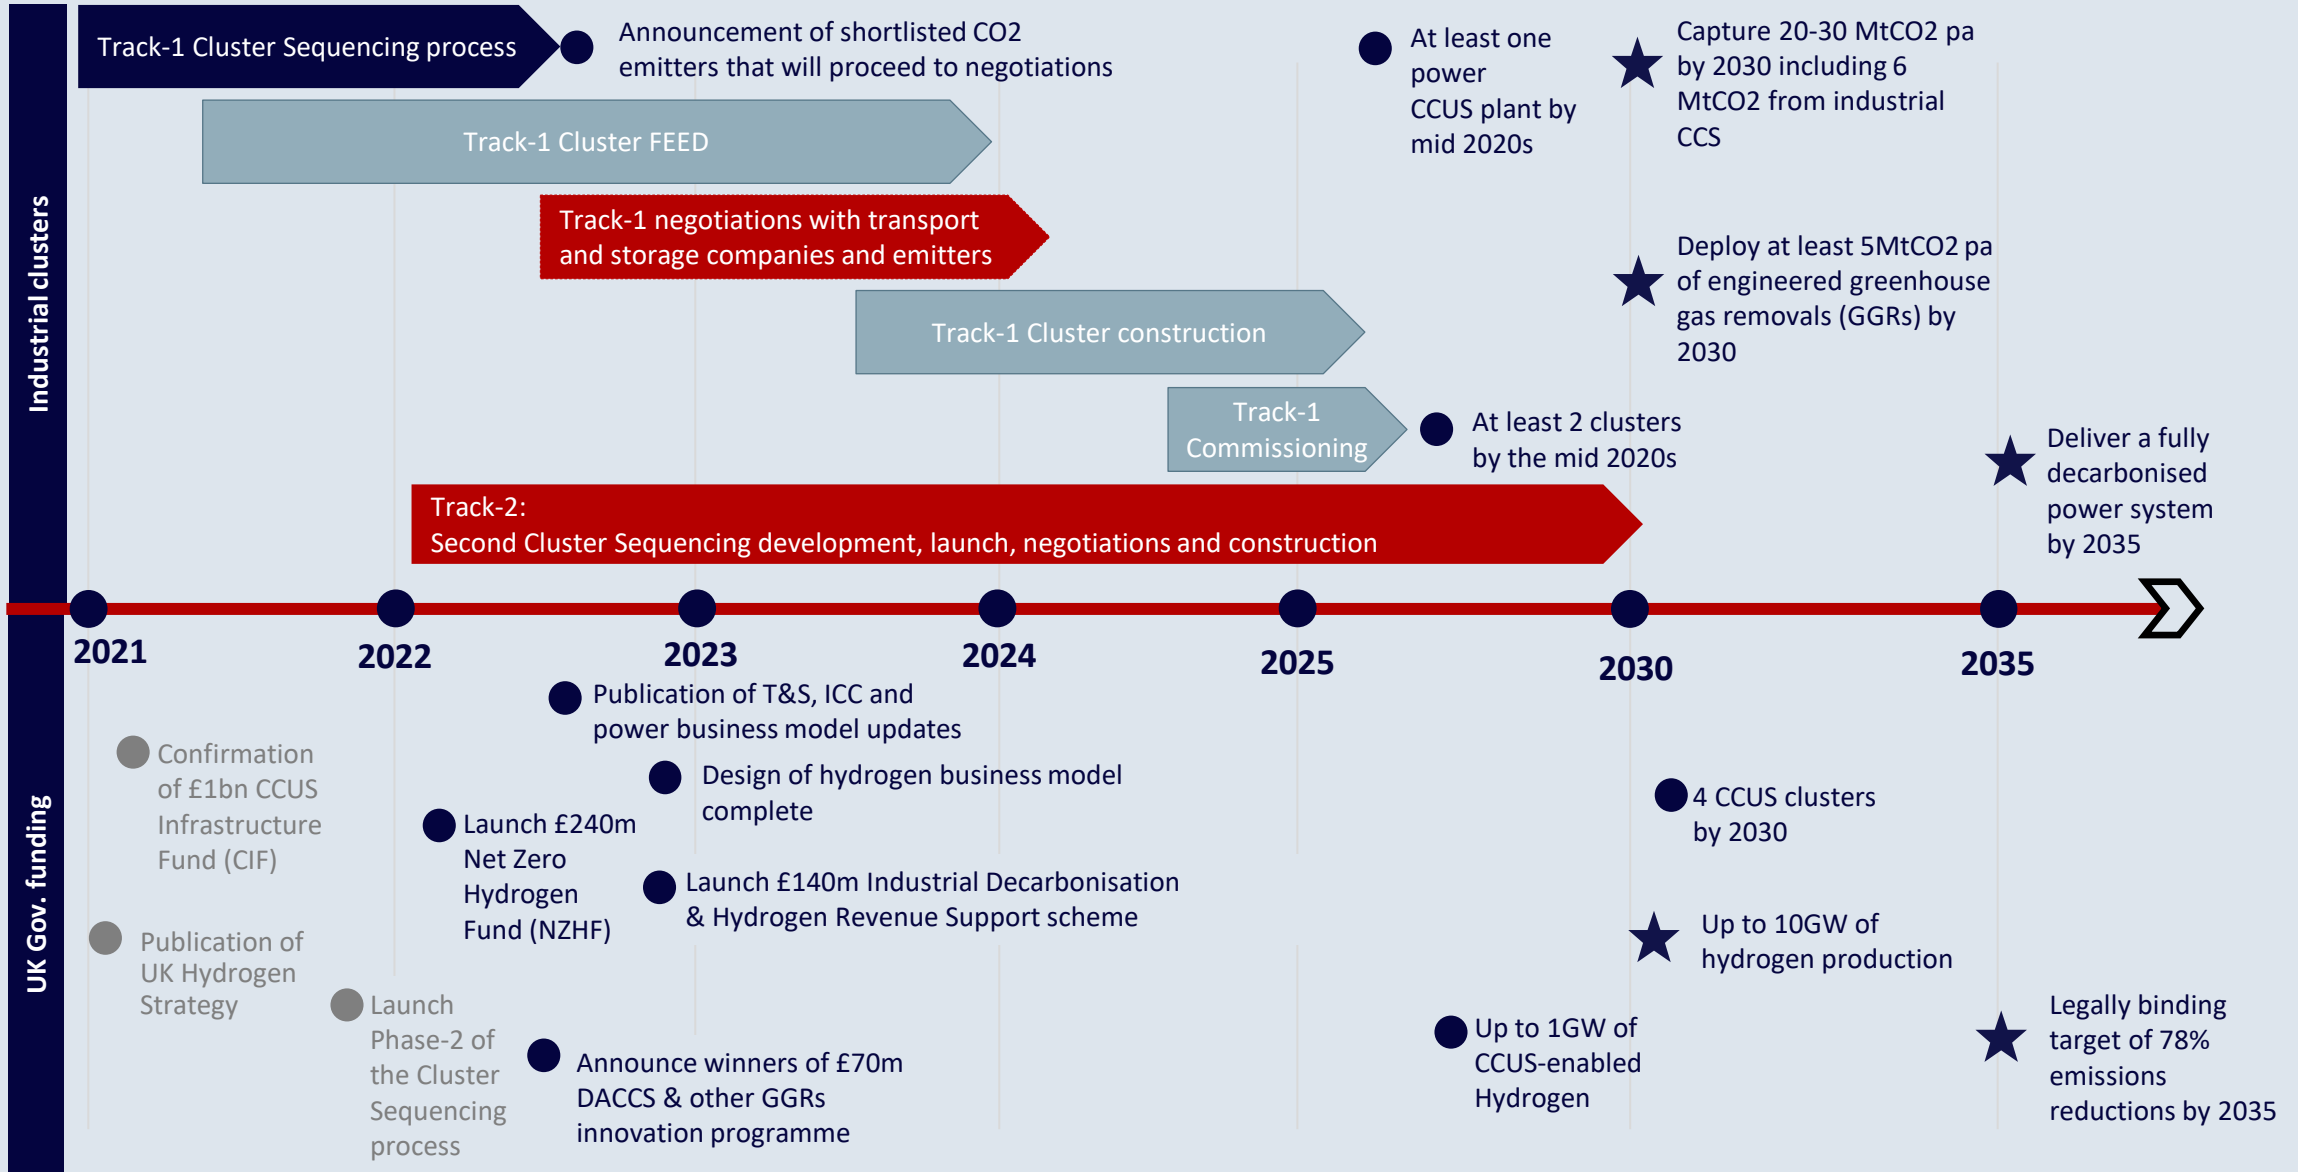 Industrial clusters
Track-1 Cluster Sequencing process
Announcement of shortlisted CO2
emitters that will proceed to negotiations
At least one
power
CCUS plant by
mid 2020s
Capture 20-30 MtCO2 pa
by 2030 including 6
MtCO2 from industrial
CCS
Track-1 Cluster FEED
Track-1 negotiations with transport
and storage companies and emitters
Deploy at least 5MtCO2 pa
of engineered greenhouse
gas removals (GGRs) by
2030
Track-1 Cluster construction
Track-1
Commissioning
At least 2 clusters
by the mid 2020s
Deliver a fully
decarbonised
power system
by 2035
Track-2:
Second Cluster Sequencing development, launch, negotiations and construction
2021
2022
2023
2024
2025
2030
2035
UK Gov. funding
Publication of T&S, ICC and
power business model updates
Confirmation
of £1bn CCUS
Infrastructure
Fund (CIF)
Design of hydrogen business model
complete
4 CCUS clusters
by 2030
Launch £240m
Net Zero
Hydrogen
Fund (NZHF)
Launch £140m Industrial Decarbonisation
& Hydrogen Revenue Support scheme
Up to 10GW of
hydrogen production
Publication of
UK Hydrogen
Strategy
Launch
Phase-2 of
the Cluster
Sequencing
process
Announce winners of £70m
DACCS & other GGRs
innovation programme
Up to 1GW of
CCUS-enabled
Hydrogen
Legally binding
target of 78%
emissions
reductions by 2035